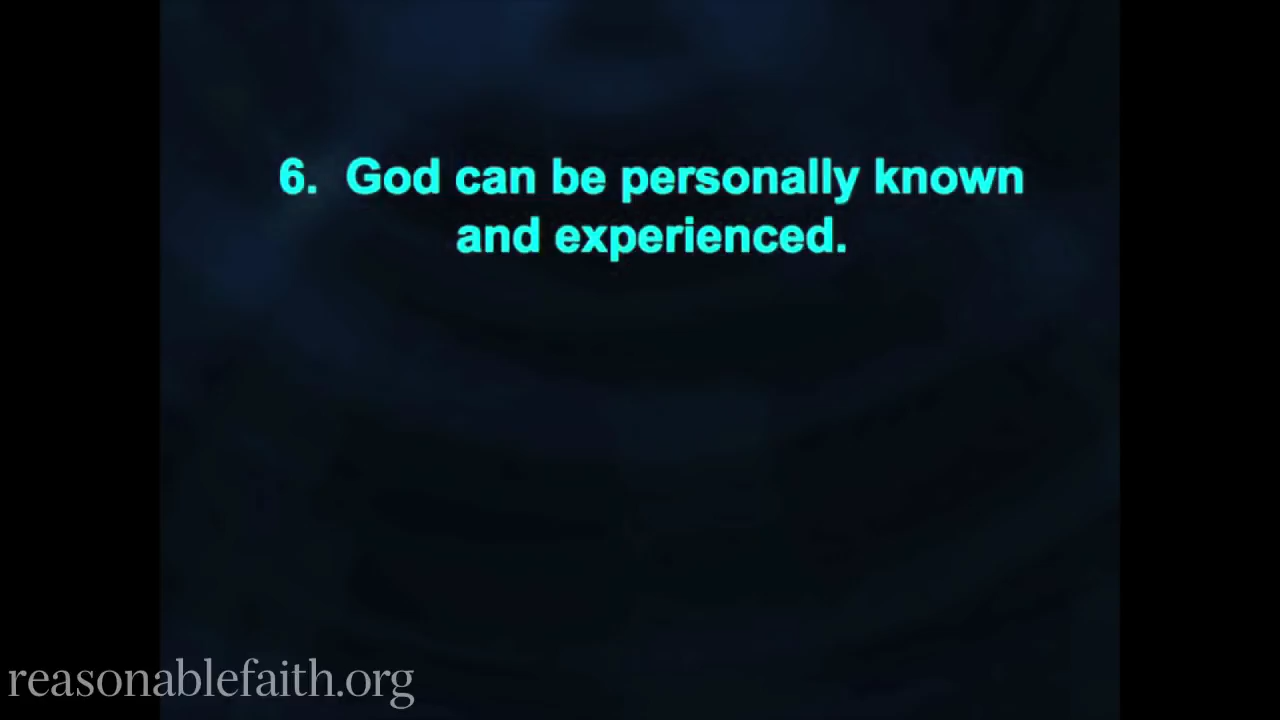 6. God can be personally known
and experienced.
reasonablefaith.org